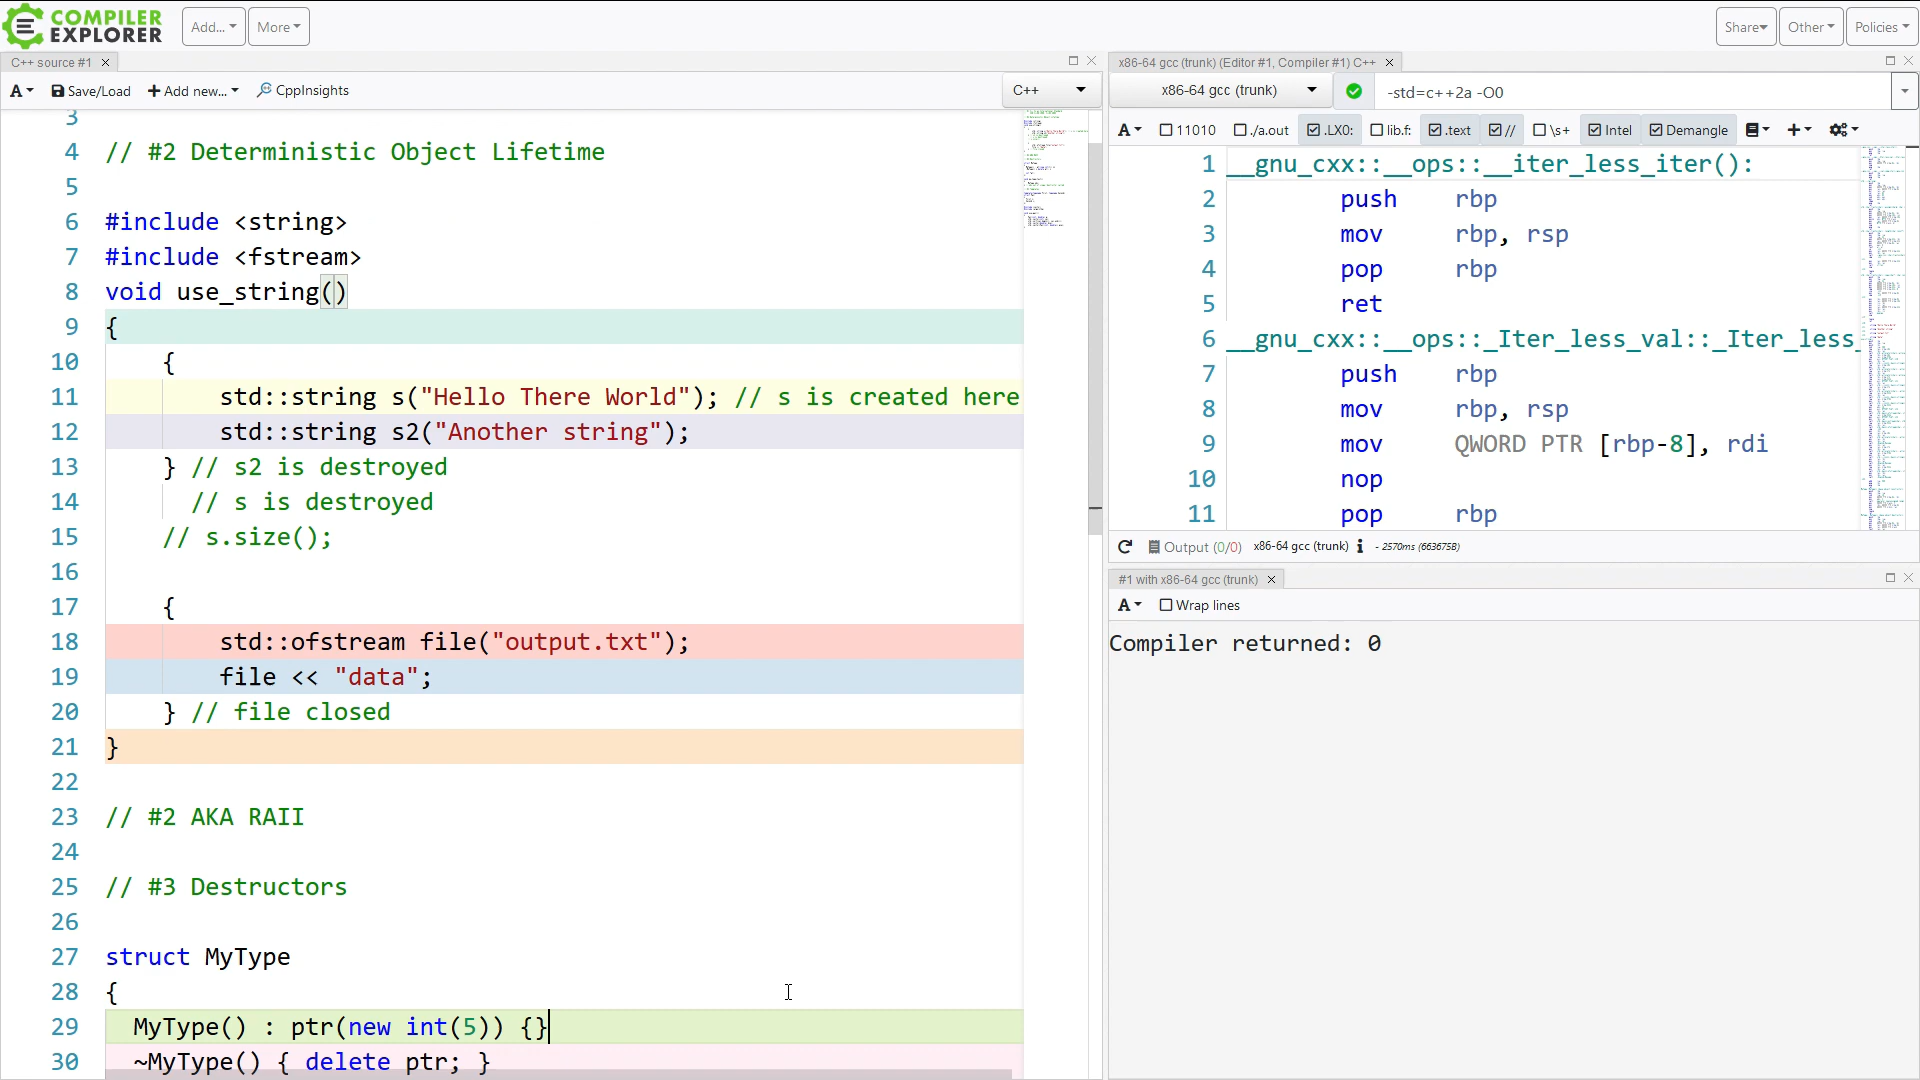 COMPILER
EXPLORER
Add...
More
Share
Other
Policies
C++ source #1
A
Save/Load
Add new...
CppInsights
C++
3
4 // #2 Deterministic Object Lifetime
5
6 #include <string>
7 #include <fstream>
8 void use_string()
9 {
10 {
11 std::string s("Hello There World"); // s is created here
12 std::string s2("Another string");
13 } // s2 is destroyed
14 // s is destroyed
15 // s.size();
16
17 {
18 std::ofstream file("output.txt");
19 file << "data";
20 } // file closed
21 }
22
23 // #2 AKA RAII
24
25 // #3 Destructors
26
27 struct MyType
28 {
29 MyType() : ptr(new int(5)) {}
30 ~MyType() { delete ptr; }
x86-64 gcc (trunk) (Editor #1, Compiler #1) C++
x86-64 gcc (trunk)
-std=c++2a -O0
A 11010 ./a.out .LX0: lib.f: .text // \s+ Intel Demangle
1 __gnu_cxx::__ops::__iter_less_iter():
2 push rbp
3 mov rbp, rsp
4 pop rbp
5 ret
6 __gnu_cxx::__ops::_Iter_less_val::_Iter_less_
7 push rbp
8 mov rbp, rsp
9 mov QWORD PTR [rbp-8], rdi
10 nop
11 pop rbp
Output (0/0) x86-64 gcc (trunk) i - 2570ms (663675B)
#1 with x86-64 gcc (trunk)
A Wrap lines
Compiler returned: 0